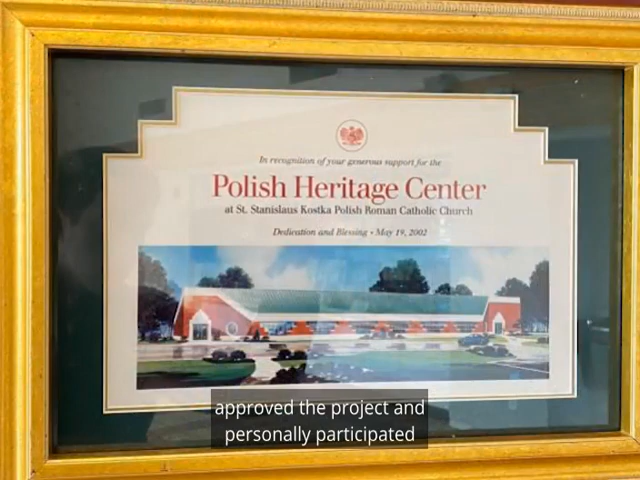 In recognition of your generous support for the
Polish Heritage Center
at St. Stanislaus Kostka Polish Roman Catholic Church
Dedication and Blessing • May 19, 2002
approved the project and
personally participated